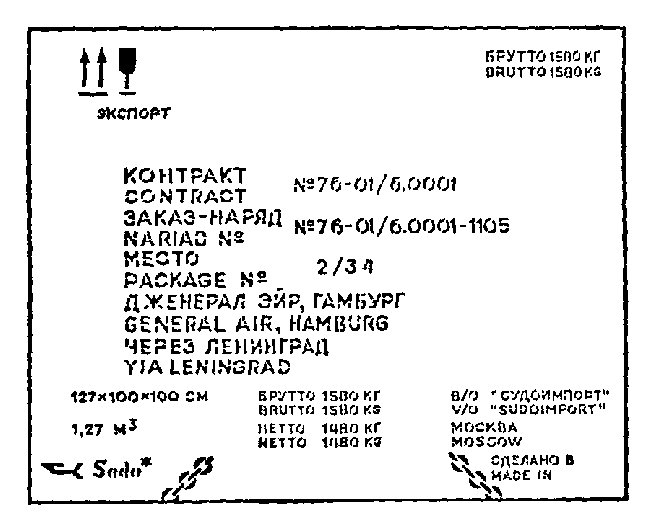 БРУТТО 1580 КГ
BRUTTO 1580 KG
ЭКСПОРТ
КОНТРАКТ
CONTRACT
№76-01/6.0001
ЗАКАЗ-НАРЯД
NARIAD №
№76-01/6.0001-1105
МЕСТО
PACKAGE №
2/34
ДЖЕНЕРАЛ ЭЙР, ГАМБУРГ
GENERAL AIR, HAMBURG
ЧЕРЕЗ ЛЕНИНГРАД
VIA LENINGRAD
127×100×100 СМ
1,27 М³
БРУТТО 1580 КГ
BRUTTO 1580 KG
НЕТТО 1480 КГ
NETTO 1480 KG
В/О "СУДОИМПОРТ"
V/O "SUDOIMPORT"
МОСКВА
MOSCOW
СДЕЛАНО В
MADE IN
Sudo*